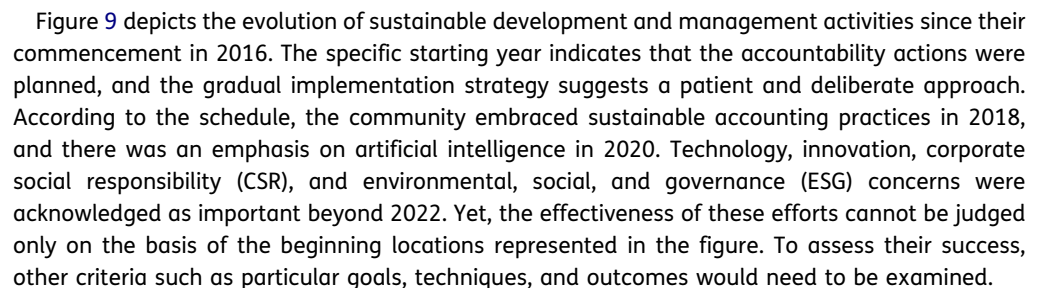 Figure 9 depicts the evolution of sustainable development and management activities since their
commencement in 2016. The specific starting year indicates that the accountability actions were
planned, and the gradual implementation strategy suggests a patient and deliberate approach.
According to the schedule, the community embraced sustainable accounting practices in 2018,
and there was an emphasis on artificial intelligence in 2020. Technology, innovation, corporate
social responsibility (CSR), and environmental, social, and governance (ESG) concerns were
acknowledged as important beyond 2022. Yet, the effectiveness of these efforts cannot be judged
only on the basis of the beginning locations represented in the figure. To assess their success,
other criteria such as particular goals, techniques, and outcomes would need to be examined.